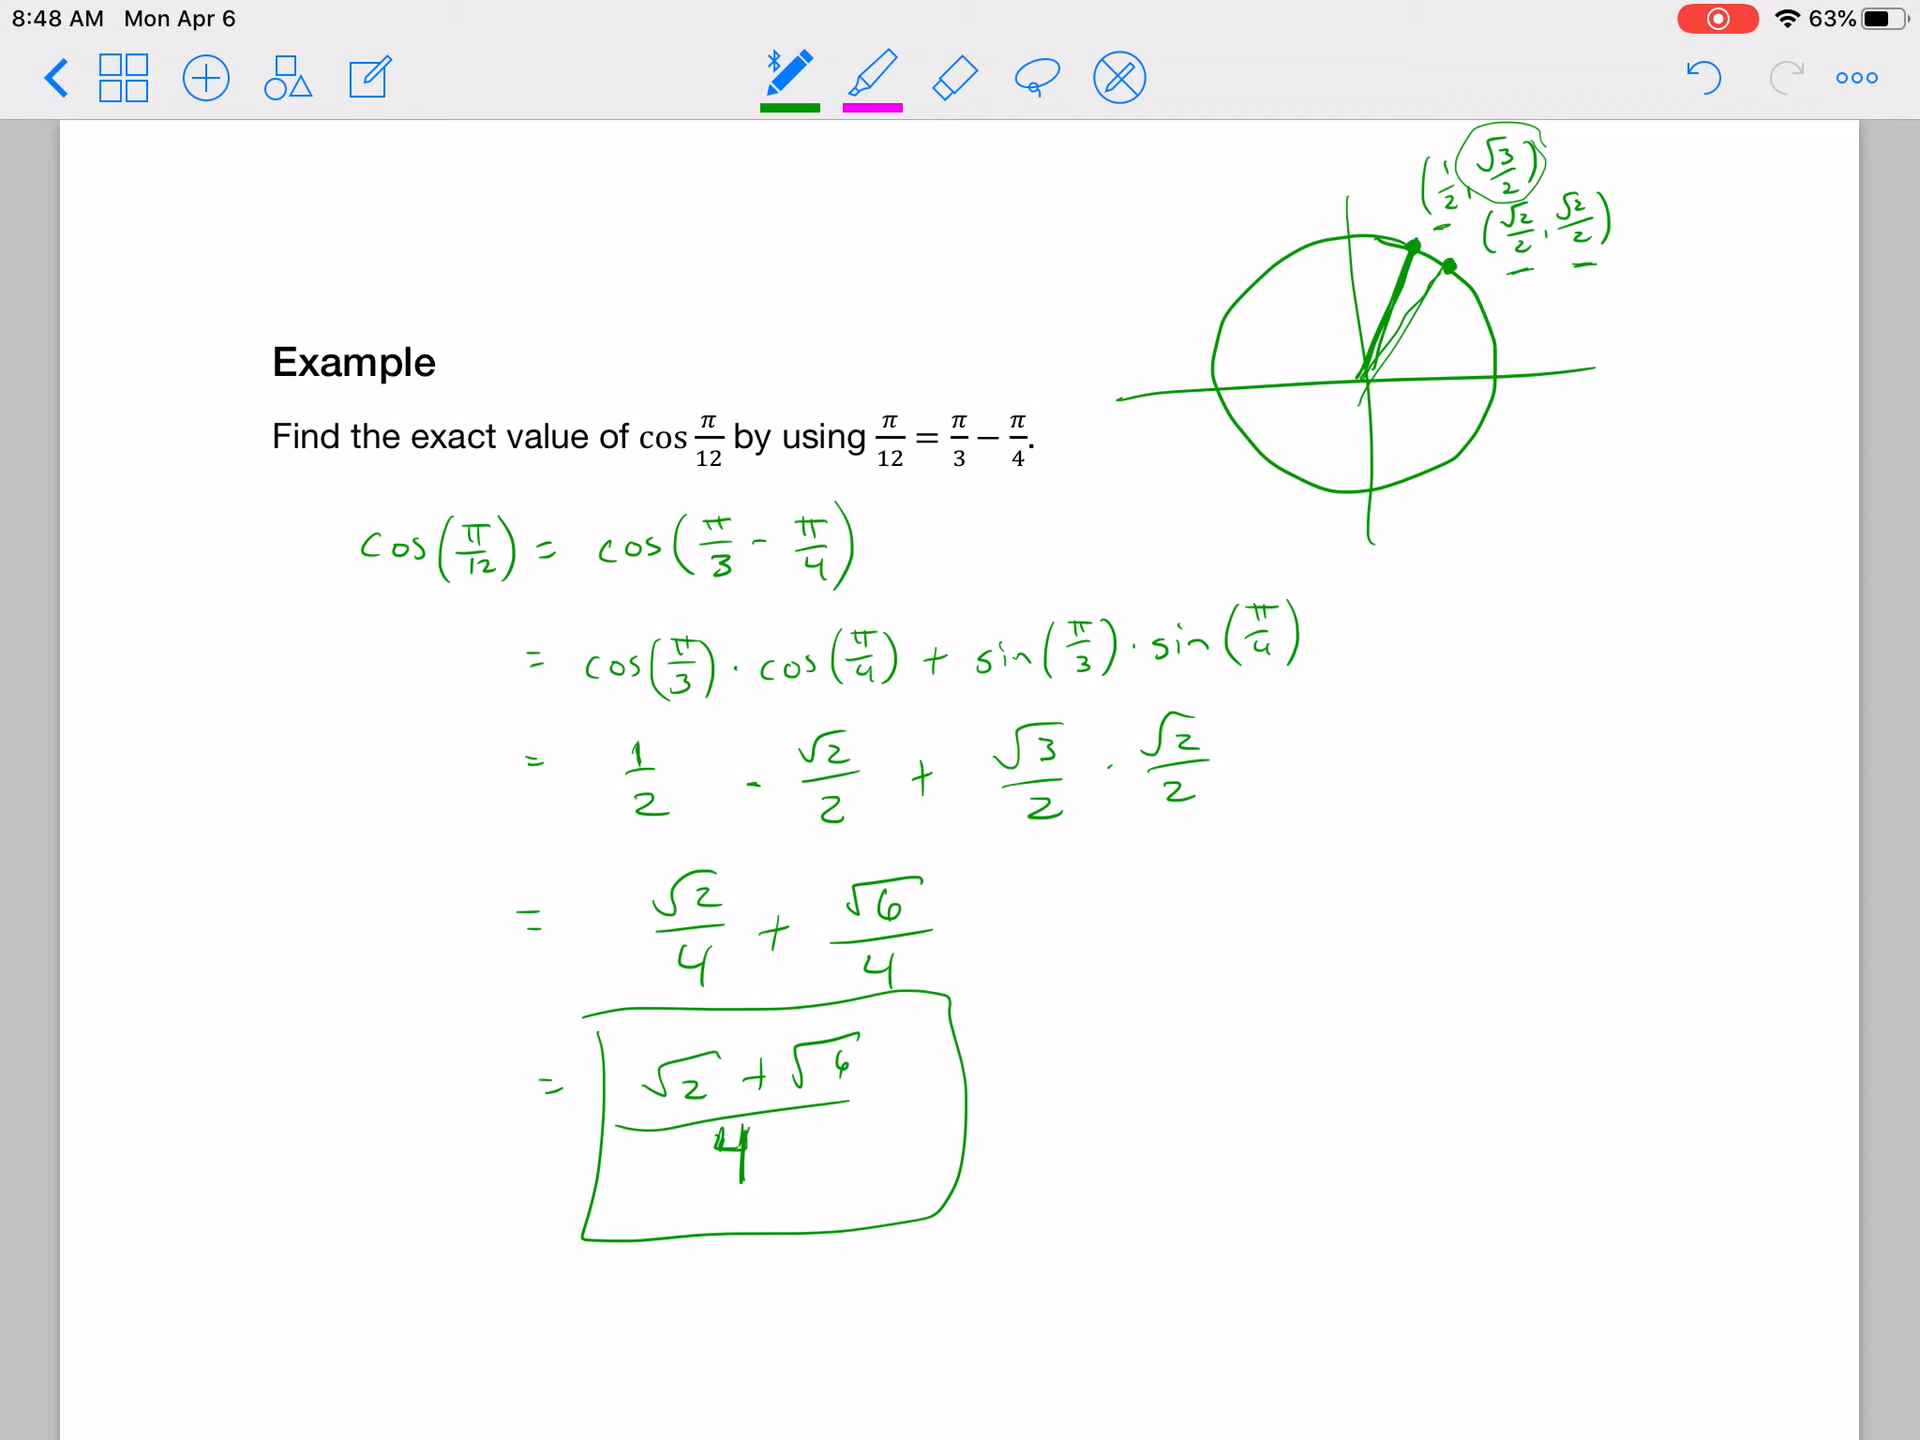 8:48 AM Mon Apr 6 63%
(1/2, √3/2)
(√2/2, √2/2)
Example
Find the exact value of cos π/12 by using π/12 = π/3 − π/4.
cos(π/12) = cos(π/3 - π/4)
= cos(π/3) · cos(π/4) + sin(π/3) · sin(π/4)
= 1/2 · √2/2 + √3/2 · √2/2
= √2/4 + √6/4
= (√2 + √6)/4